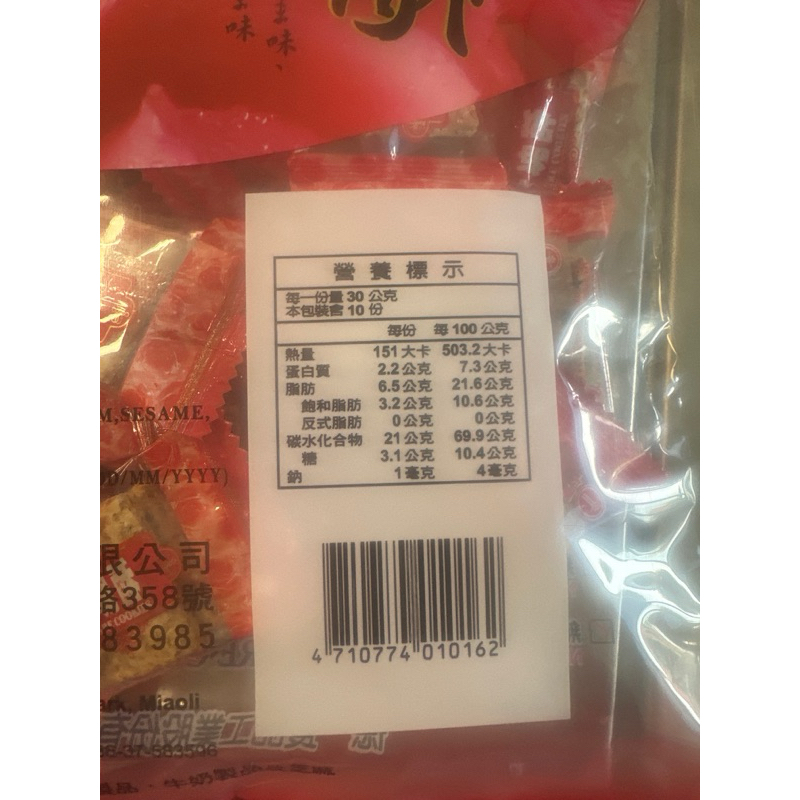 味、
味
營養標示
每一份量 30 公克
本包裝含 10 份
每份 每 100 公克
熱量 151 大卡 503.2 大卡
蛋白質 2.2 公克 7.3 公克
脂肪 6.5 公克 21.6 公克
飽和脂肪 3.2 公克 10.6 公克
反式脂肪 0 公克 0 公克
碳水化合物 21 公克 69.9 公克
糖 3.1 公克 10.4 公克
鈉 1 毫克 4 毫克
M,SESAME,
D/MM/YYYY)
限公司
路358號
83985
4 710774 010162
ark, Miaoli